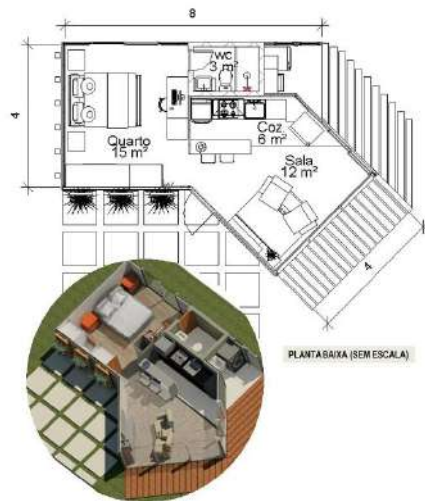 8
4
WC
3 m²
Quarto
15 m²
Coz
6 m²
Sala
12 m²
4
PLANTA BAIXA (SEM ESCALA)